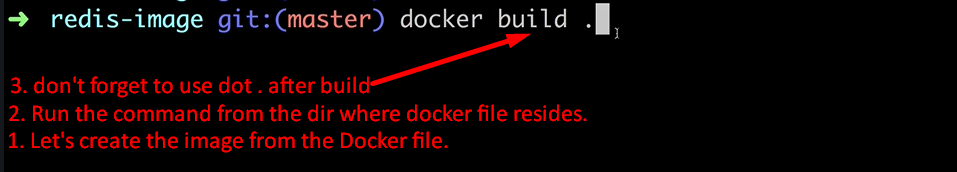 ➜ redis-image git:(master) docker build .
3. don't forget to use dot . after build
2. Run the command from the dir where docker file resides.
1. Let's create the image from the Docker file.